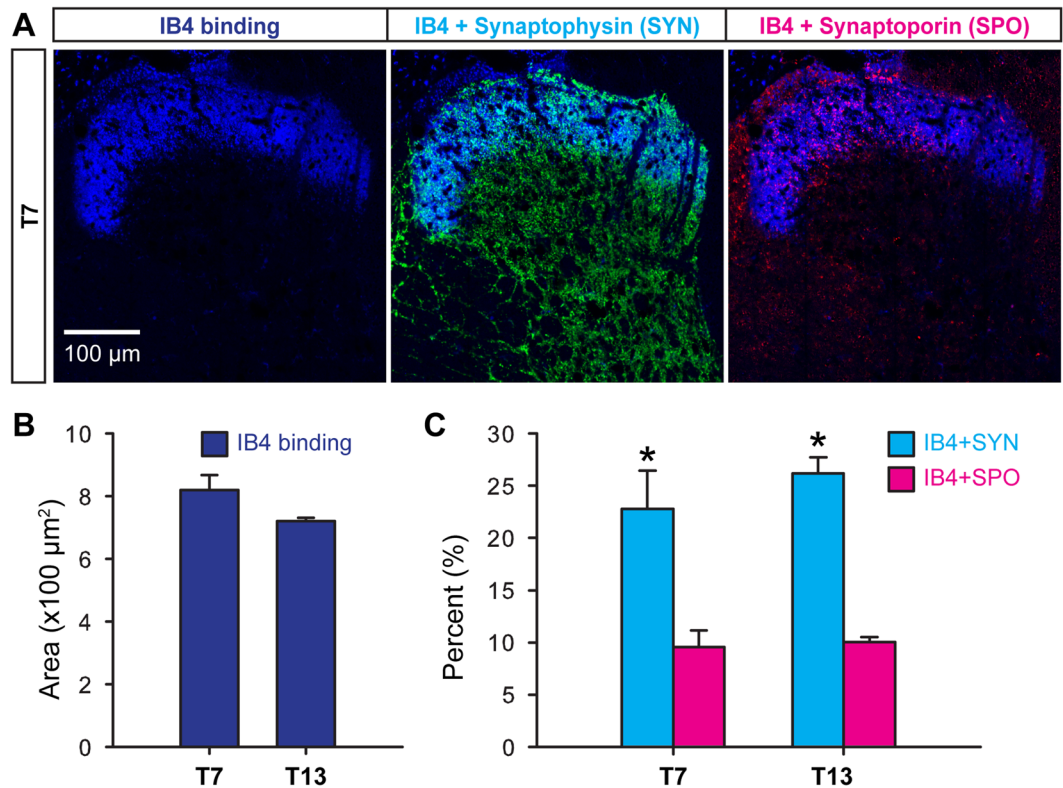 A
IB4 binding
IB4 + Synaptophysin (SYN)
IB4 + Synaptoporin (SPO)
T7
100 µm
B
Area (x100 µm²)
10
8
6
4
2
0
IB4 binding
T7
T13
C
Percent (%)
30
25
20
15
10
5
0
*
*
IB4+SYN
IB4+SPO
T7
T13